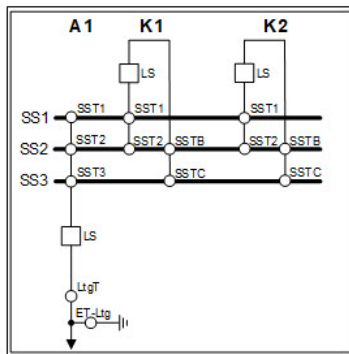 A1 K1 K2
LS LS
SST1 SST1 SST1
SS1
SST2 SST2 SSTB SST2 SSTB
SS2
SST3 SSTC SSTC
SS3
LS
LtgT
ET-Ltg